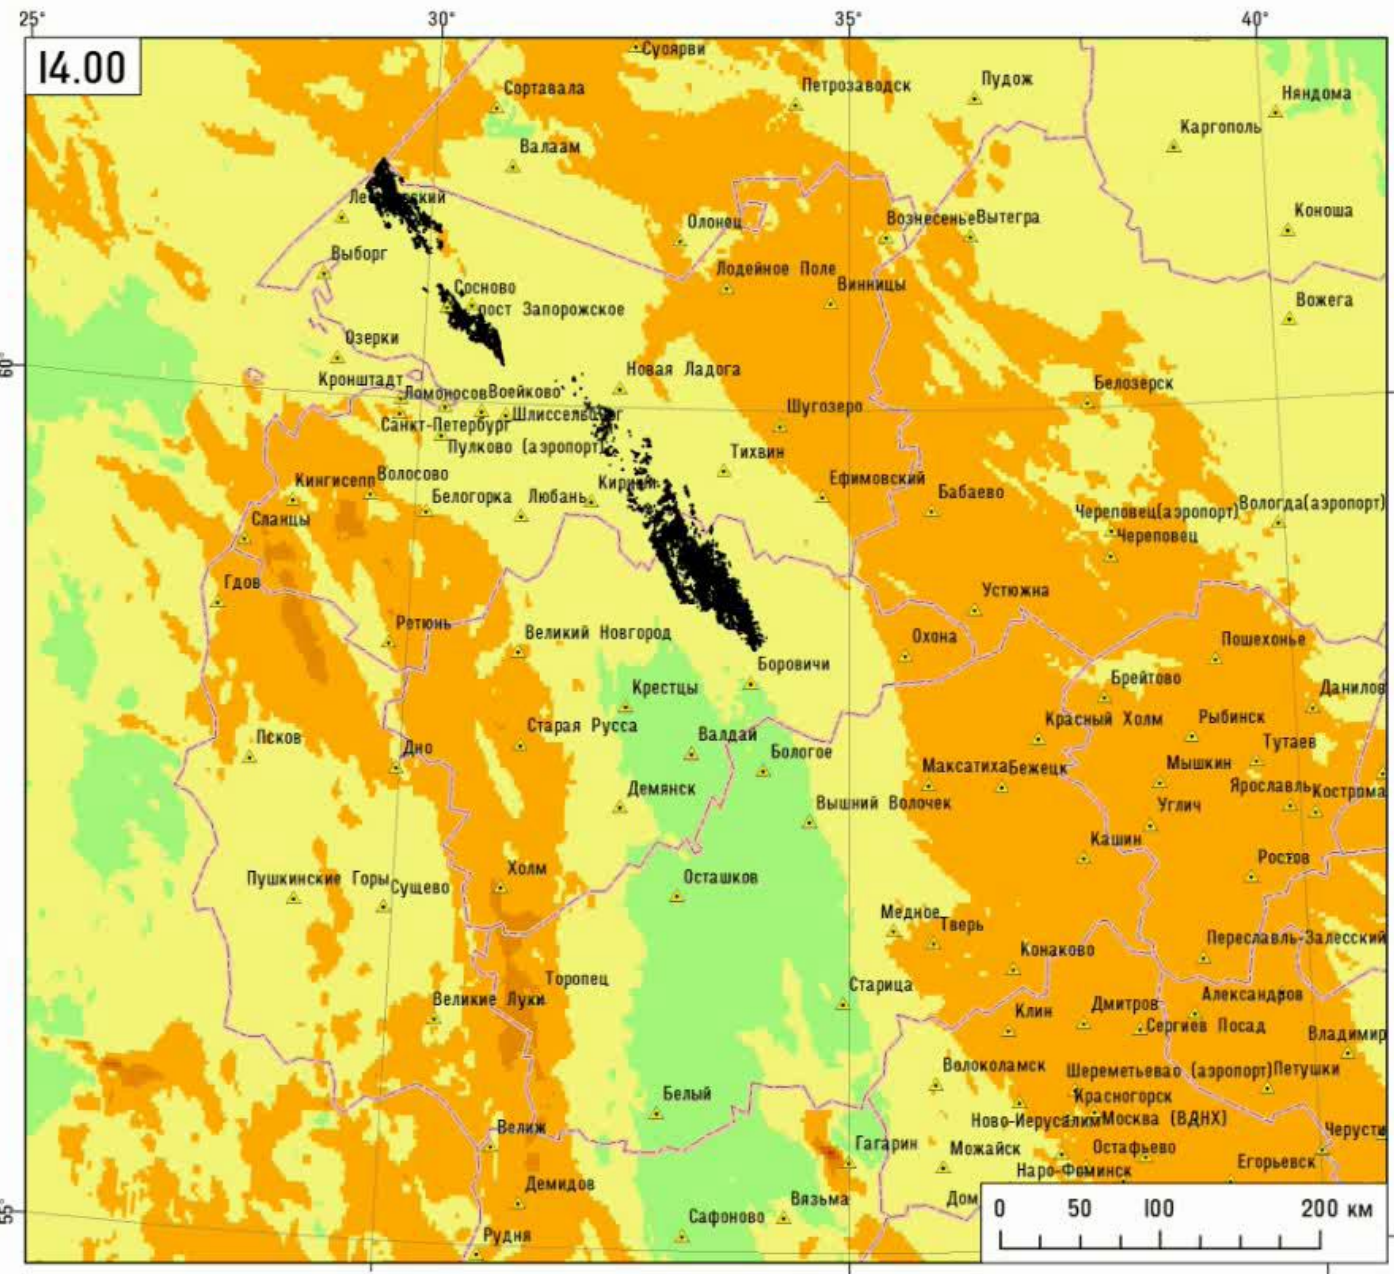 25° 30° 35° 40°
14.00
Суоярви
Сортавала
Петрозаводск
Пудож
Няндома
Каргополь
Валаам
Коноша
Олонец
Вознесенье
Вытегра
Выборг
Лодейное Поле
Винницы
Сосново
пост Запорожское
Вожега
Озерки
60°
Новая Ладога
Кронштадт
Белозерск
Ломоносов
Воейково
Шугозеро
Санкт-Петербург
Пулково (аэропорт)
Тихвин
Волосово
Кингисепп
Белогорка
Любань
Ефимовский
Бабаево
Вологда(аэропорт)
Череповец(аэропорт)
Сланцы
Череповец
Гдов
Устюжна
Ретюнь
Великий Новгород
Охона
Пошехонье
Боровичи
Брейтово
Крестцы
Данилов
Старая Русса
Красный Холм
Рыбинск
Псков
Дно
Валдай
Бологое
Тутаев
Максатиха
Бежецк
Мышкин
Демянск
Вышний Волочек
Ярославль
Кострома
Углич
Кашин
Ростов
Холм
Пушкинские Горы
Сущево
Осташков
Медное
Тверь
Переславль-Залесский
Конаково
Торопец
Старица
Великие Луки
Клин
Дмитров
Александров
Сергиев Посад
Владимир
Волоколамск
Шереметьево (аэропорт)
Петушки
Белый
Красногорск
Ново-Иерусалим
Москва (ВДНХ)
Велиж
Гагарин
Можайск
Остафьево
Черусти
Наро-Фоминск
Егорьевск
Демидов
Вязьма
Дом
55°
Сафоново
Рудня
0 50 100 200 км